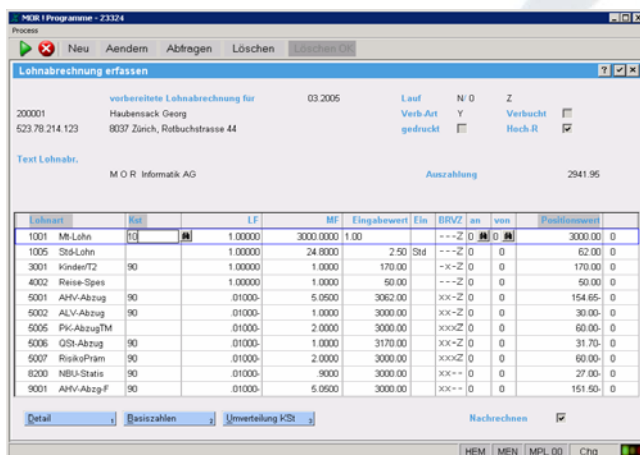 MOR ! Programme - 23324
Process
Neu Aendern Abfragen Löschen Löschen OK
Lohnabrechnung erfassen
vorbereitete Lohnabrechnung für 03.2005 Lauf N/ 0 Z
200001 Haubensack Georg Verb-Art Y Verbucht
523.78.214.123 8037 Zürich, Rotbuchstrasse 44 gedruckt Hoch-R
Text Lohnabr.
M O R Informatik AG Auszahlung 2941.95
Lohnart Kst LF MF Eingabewert Ein BRVZ an von Positionswert
1001 Mt-Lohn 10 1.00000 3000.0000 1.00 ---Z 0 0 3000.00 0
1005 Std-Lohn 1.00000 24.8000 2.50 Std ---Z 0 0 62.00 0
3001 Kinder/T2 90 1.00000 1.0000 170.00 -x-Z 0 0 170.00 0
4002 Reise-Spes 1.00000 1.0000 50.00 ---Z 0 0 50.00 0
5001 AHV-Abzug 90 .01000- 5.0500 3062.00 xx-Z 0 0 154.65- 0
5002 ALV-Abzug 90 .01000- 1.0000 3000.00 xx-Z 0 0 30.00- 0
5005 PK-AbzugTM .01000- 2.0000 3000.00 xxxZ 0 0 60.00- 0
5006 QSt-Abzug 90 .01000- 1.0000 3170.00 xx-Z 0 0 31.70- 0
5007 RisikoPräm 90 .01000- 2.0000 3000.00 xxxZ 0 0 60.00- 0
8200 NBU-Statis 90 .01000- .9000 3000.00 xx-- 0 0 27.00- 0
9001 AHV-Abzg-F 90 .01000- 5.0500 3000.00 xx-- 0 0 151.50- 0
Detail 1 Basiszahlen 2 Umverteilung KSt 3 Nachrechnen
HEM MEN MPL 00 Chg